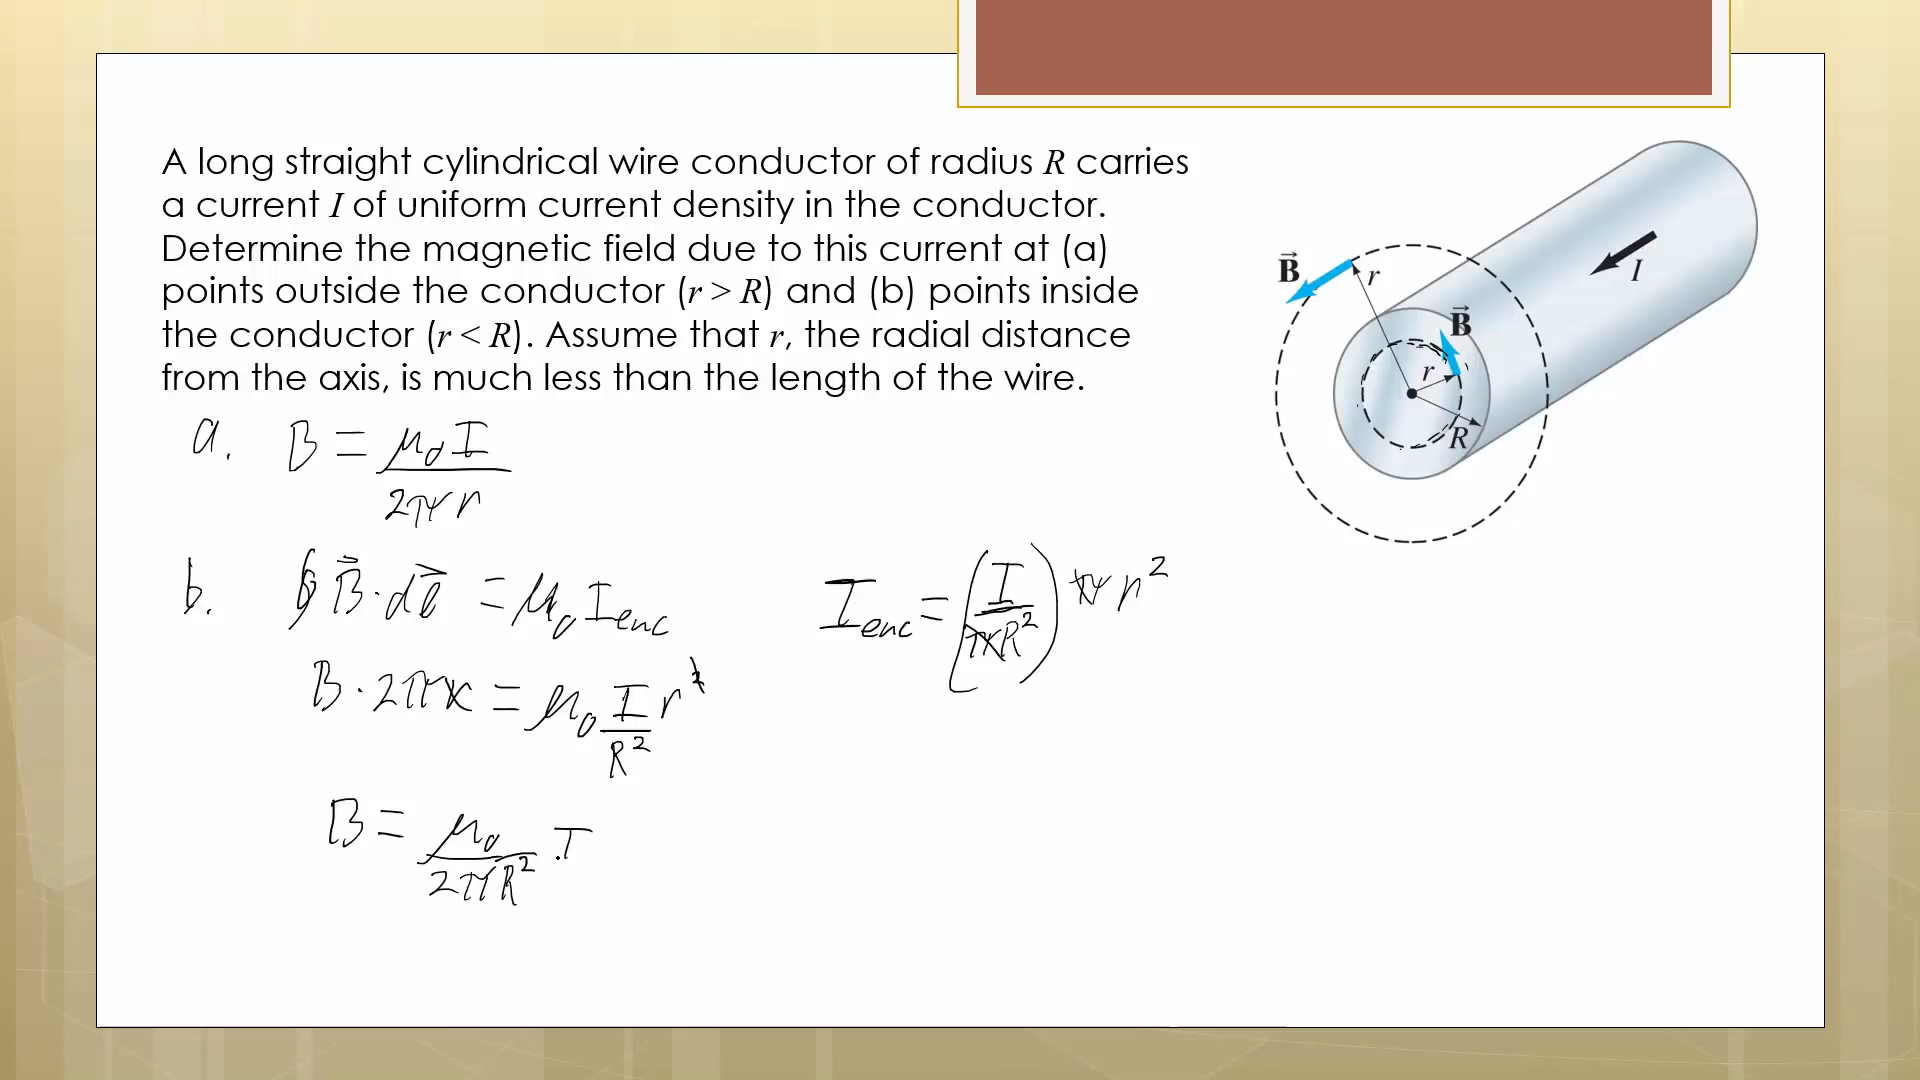 A long straight cylindrical wire conductor of radius R carries
a current I of uniform current density in the conductor.
Determine the magnetic field due to this current at (a)
points outside the conductor (r > R) and (b) points inside
the conductor (r < R). Assume that r, the radial distance
from the axis, is much less than the length of the wire.
B⃗
r
I
B⃗
r
R
a. B = μ₀I / 2πr
b. ∮ B⃗ · dℓ⃗ = μ₀ I enc
I enc = (I / πR²) πr²
B · 2πr = μ₀ I / R² r²
B = μ₀ / 2πR² I